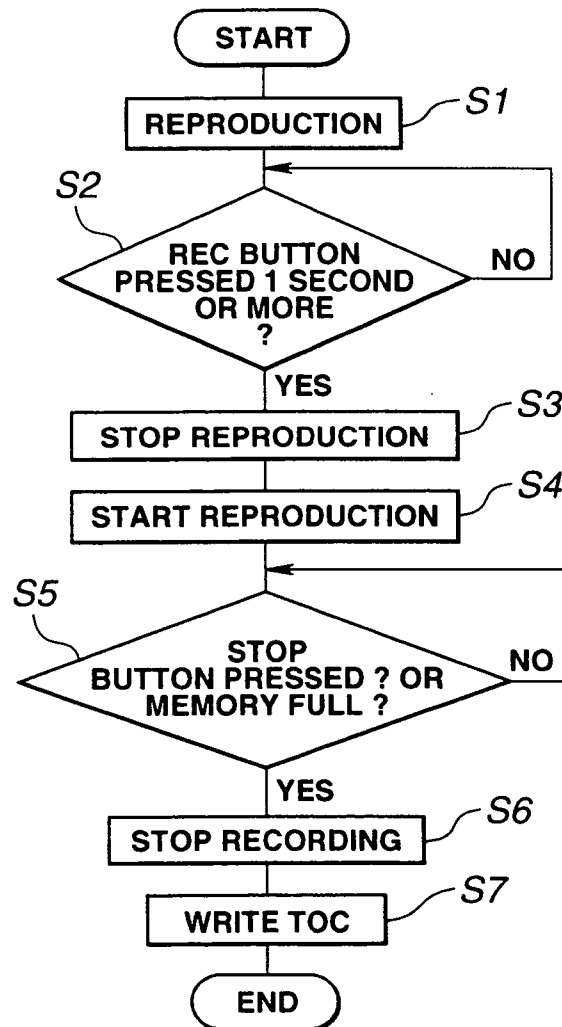 START
S1
REPRODUCTION
S2
REC BUTTON
PRESSED 1 SECOND
OR MORE
?
NO
YES
S3
STOP REPRODUCTION
S4
START REPRODUCTION
S5
STOP
BUTTON PRESSED ? OR
MEMORY FULL ?
NO
YES
S6
STOP RECORDING
S7
WRITE TOC
END